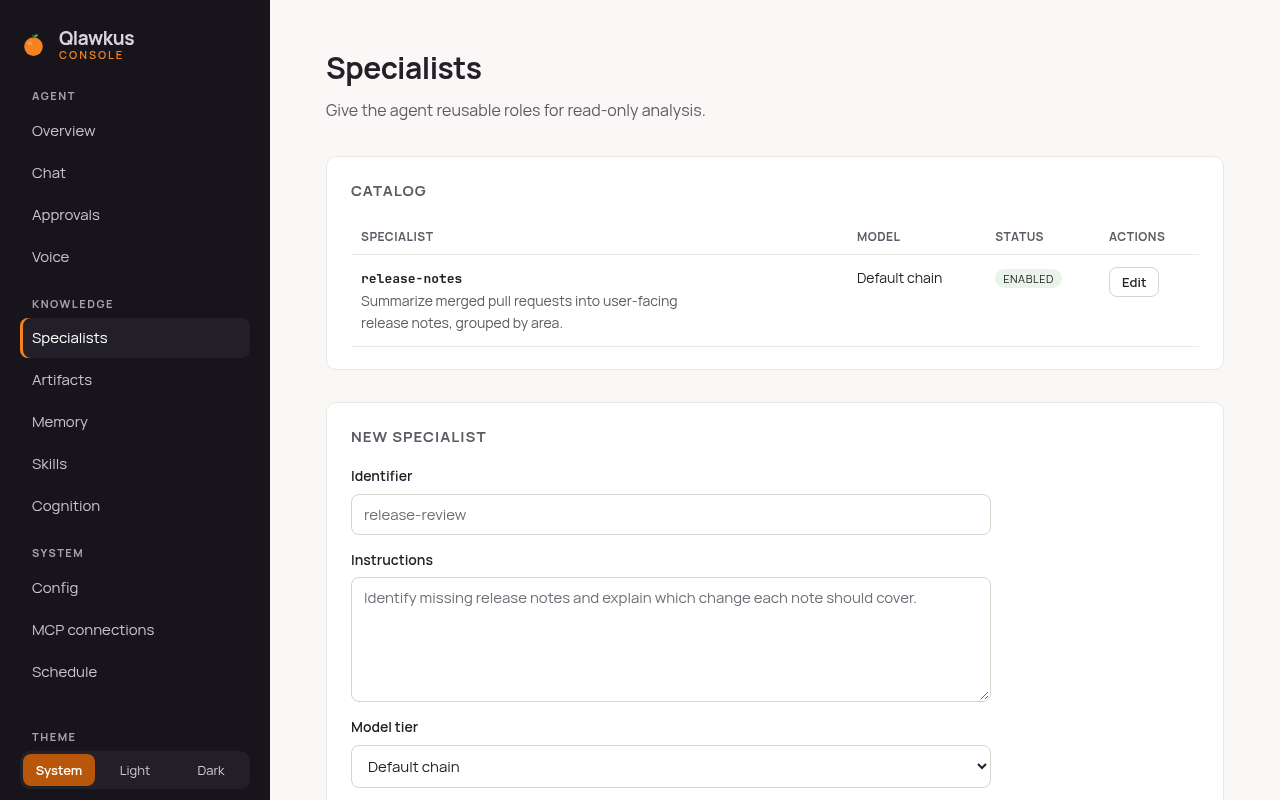 Qlawkus
CONSOLE
AGENT
Overview
Chat
Approvals
Voice
KNOWLEDGE
Specialists
Artifacts
Memory
Skills
Cognition
SYSTEM
Config
MCP connections
Schedule
THEME
System Light Dark
Specialists
Give the agent reusable roles for read-only analysis.
CATALOG
SPECIALIST MODEL STATUS ACTIONS
release-notes Default chain ENABLED Edit
Summarize merged pull requests into user-facing
release notes, grouped by area.
NEW SPECIALIST
Identifier
release-review
Instructions
Identify missing release notes and explain which change each note should cover.
Model tier
Default chain